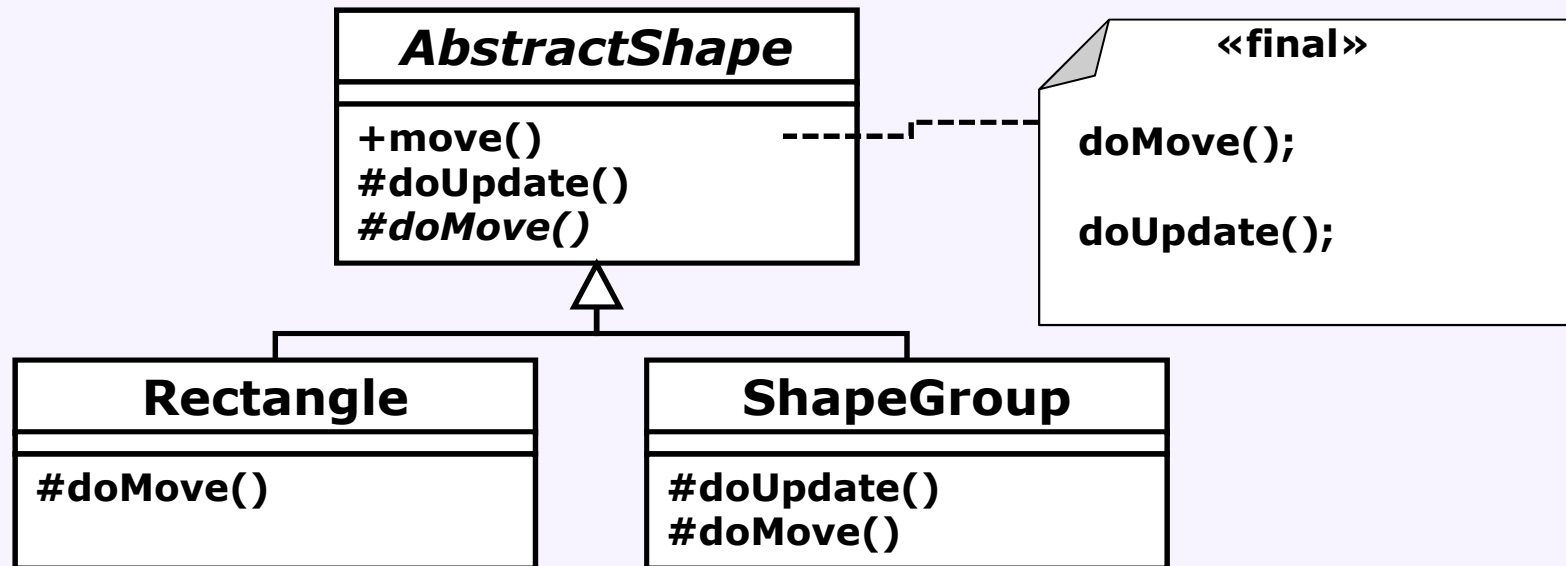 AbstractShape
+move()
#doUpdate()
#doMove()
«final»
doMove();
doUpdate();
Rectangle
#doMove()
ShapeGroup
#doUpdate()
#doMove()